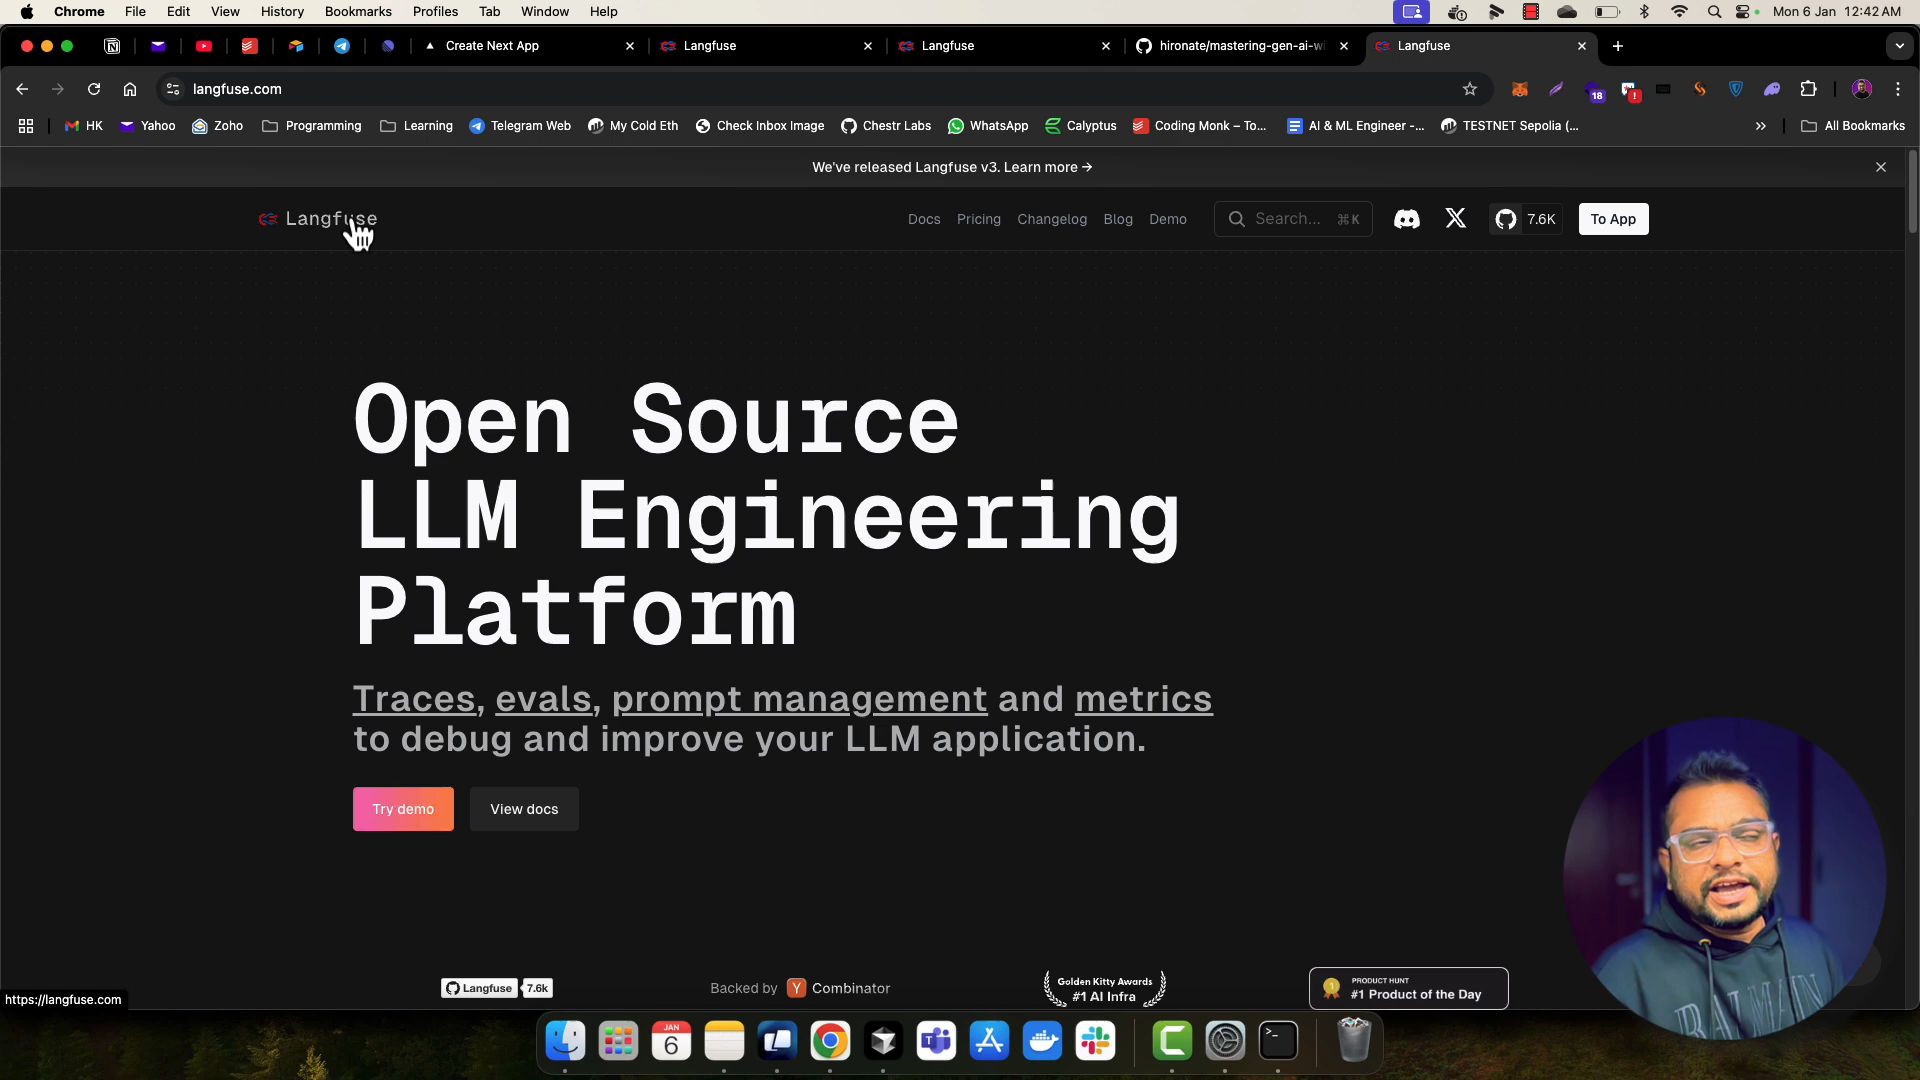 Chrome File Edit View History Bookmarks Profiles Tab Window Help Mon 6 Jan 12:42 AM
Create Next App Langfuse Langfuse hironate/mastering-gen-ai-wi Langfuse
langfuse.com 18
HK Yahoo Zoho Programming Learning Telegram Web My Cold Eth Check Inbox Image Chestr Labs WhatsApp Calyptus Coding Monk – To... AI & ML Engineer -... TESTNET Sepolia (... » All Bookmarks
We've released Langfuse v3. Learn more →
Langfuse Docs Pricing Changelog Blog Demo Search... ⌘K 7.6K To App
Open Source
LLM Engineering
Platform
Traces, evals, prompt management and metrics
to debug and improve your LLM application.
Try demo View docs
Langfuse 7.6k Backed by Y Combinator Golden Kitty Awards #1 AI Infra PRODUCT HUNT #1 Product of the Day
https://langfuse.com
JAN
6
BALMAIN